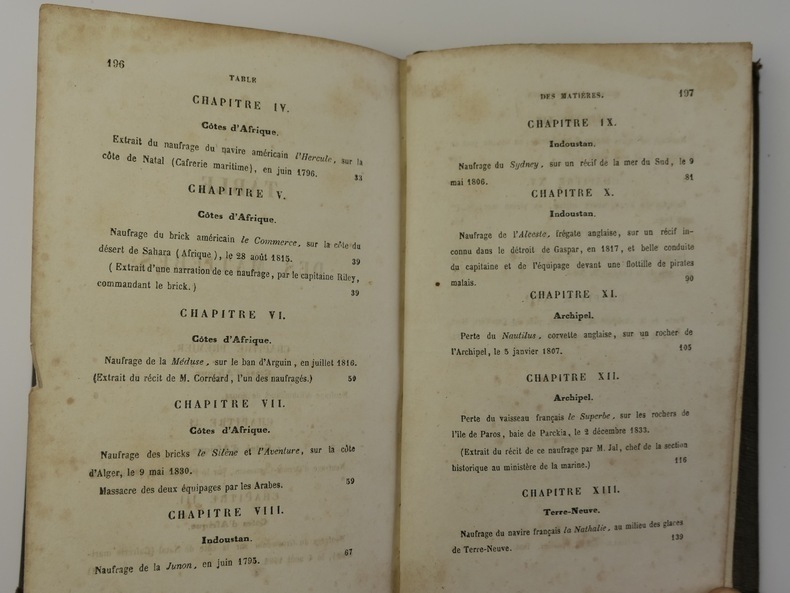 196
TABLE
CHAPITRE IV.
Côtes d'Afrique.
Extrait du naufrage du navire américain l'Hercule, sur la
côte de Natal (Cafrerie maritime), en juin 1796. 33
CHAPITRE V.
Côtes d'Afrique.
Naufrage du brick américain le Commerce, sur la côte du
désert de Sahara (Afrique), le 28 août 1815. 39
(Extrait d'une narration de ce naufrage, par le capitaine Riley,
commandant le brick.) 39
CHAPITRE VI.
Côtes d'Afrique.
Naufrage de la Méduse, sur le ban d'Arguin, en juillet 1816.
(Extrait du récit de M. Corréard, l'un des naufragés.) 50
CHAPITRE VII.
Côtes d'Afrique.
Naufrage des bricks le Silène et l'Aventure, sur la côte
d'Alger, le 9 mai 1830.
Massacre des deux équipages par les Arabes. 59
CHAPITRE VIII.
Indoustan.
Naufrage de la Junon, en juin 1795. 67
DES MATIÈRES. 197
CHAPITRE IX.
Indoustan.
Naufrage du Sydney, sur un récif de la mer du Sud, le 9
mai 1806. 81
CHAPITRE X.
Indoustan.
Naufrage de l'Alceste, frégate anglaise, sur un récif in-
connu dans le détroit de Gaspar, en 1817, et belle conduite
du capitaine et de l'équipage devant une flottille de pirates
malais. 90
CHAPITRE XI.
Archipel.
Perte du Nautilus, corvette anglaise, sur un rocher de
l'Archipel, le 5 janvier 1807. 105
CHAPITRE XII.
Archipel.
Perte du vaisseau français le Superbe, sur les rochers de
l'île de Paros, baie de Parckia, le 2 décembre 1833.
(Extrait du récit de ce naufrage par M. Jal, chef de la section
historique au ministère de la marine.) 116
CHAPITRE XIII.
Terre-Neuve.
Naufrage du navire français la Nathalie, au milieu des glaces
de Terre-Neuve. 139